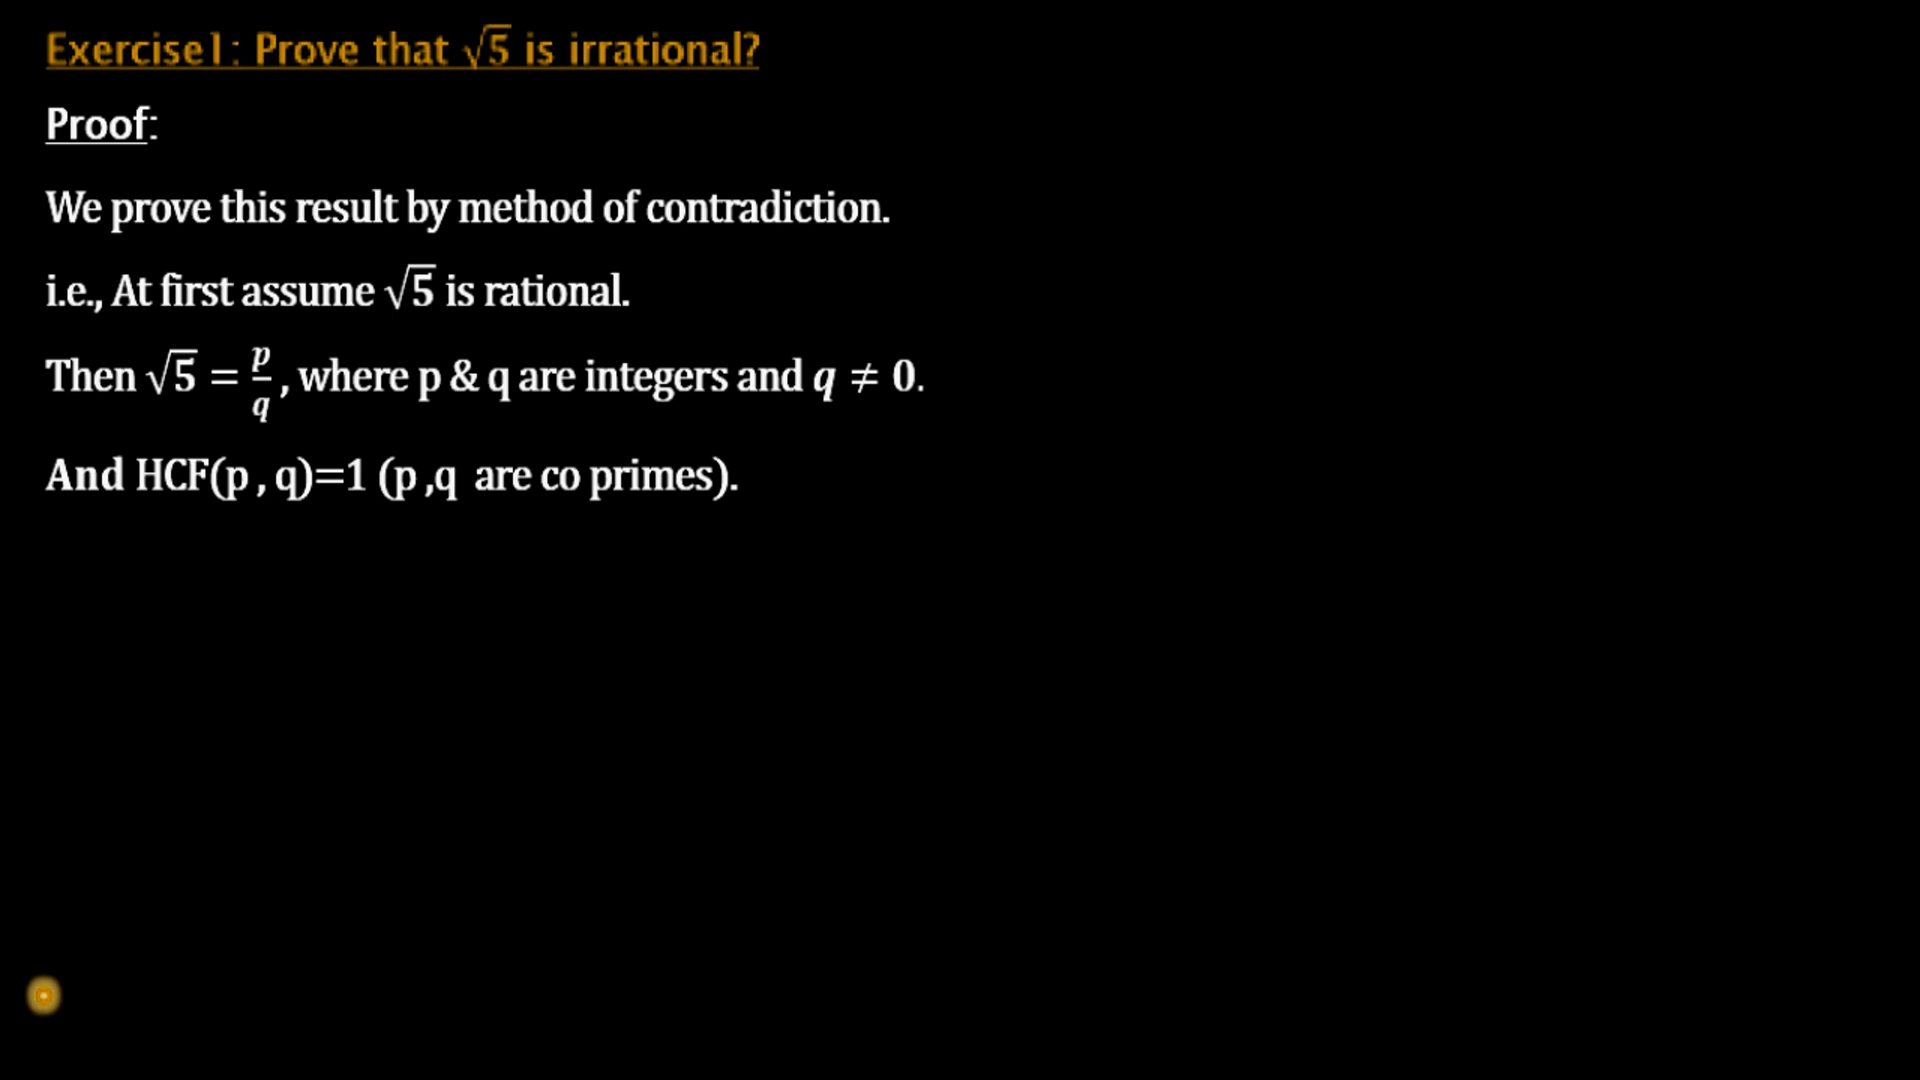 Exercise1: Prove that √5 is irrational?
Proof:
We prove this result by method of contradiction.
i.e., At first assume √5 is rational.
Then √5 = p/q, where p & q are integers and q ≠ 0.
And HCF(p , q)=1 (p ,q are co primes).